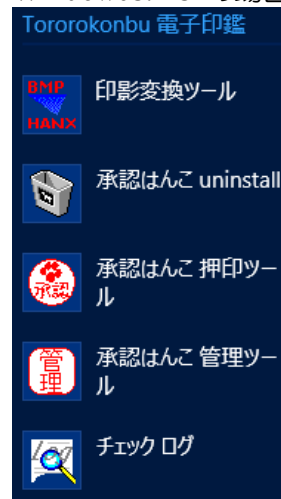 Tororokonbu 電子印鑑
BMP
HANX
印影変換ツール
承認はんこ uninstall
承認
承認はんこ 押印ツー
ル
管
理
承認はんこ 管理ツー
ル
チェック ログ